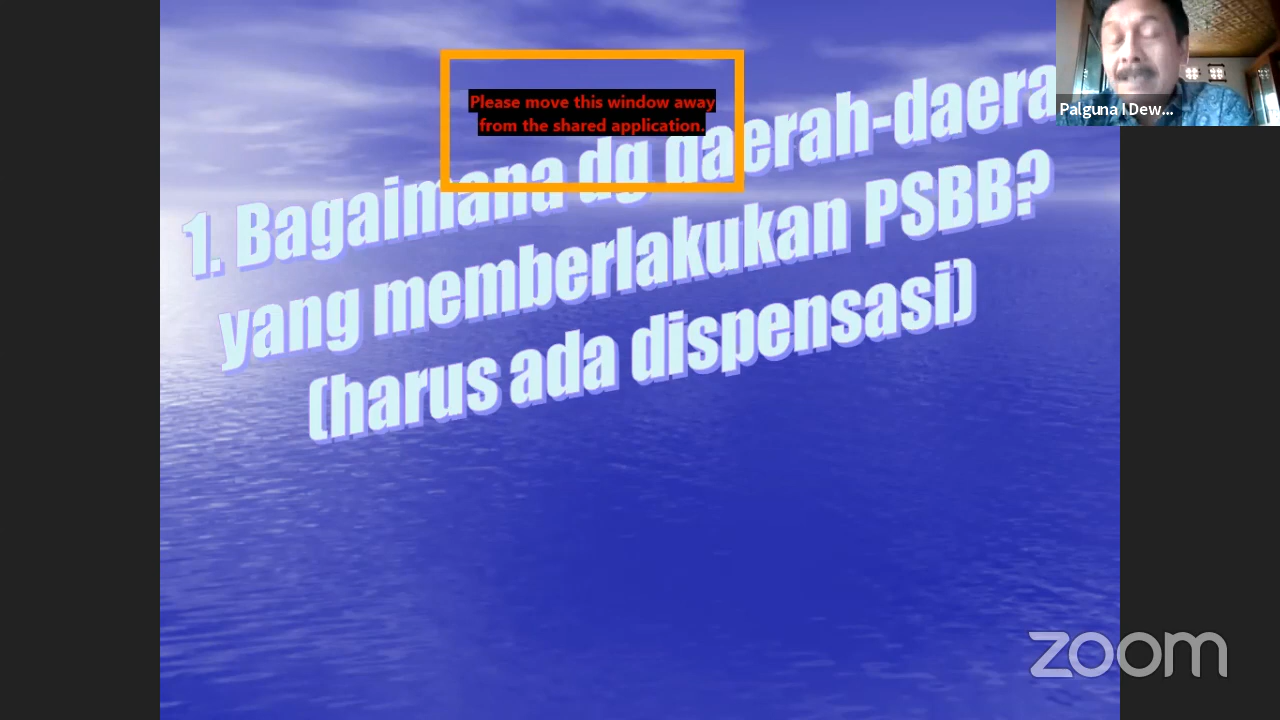 Please move this window away
from the shared application.
Palguna I Dew...
1. Bagaimana dg daerah-daera
yang memberlakukan PSBB?
(harus ada dispensasi)
zoom